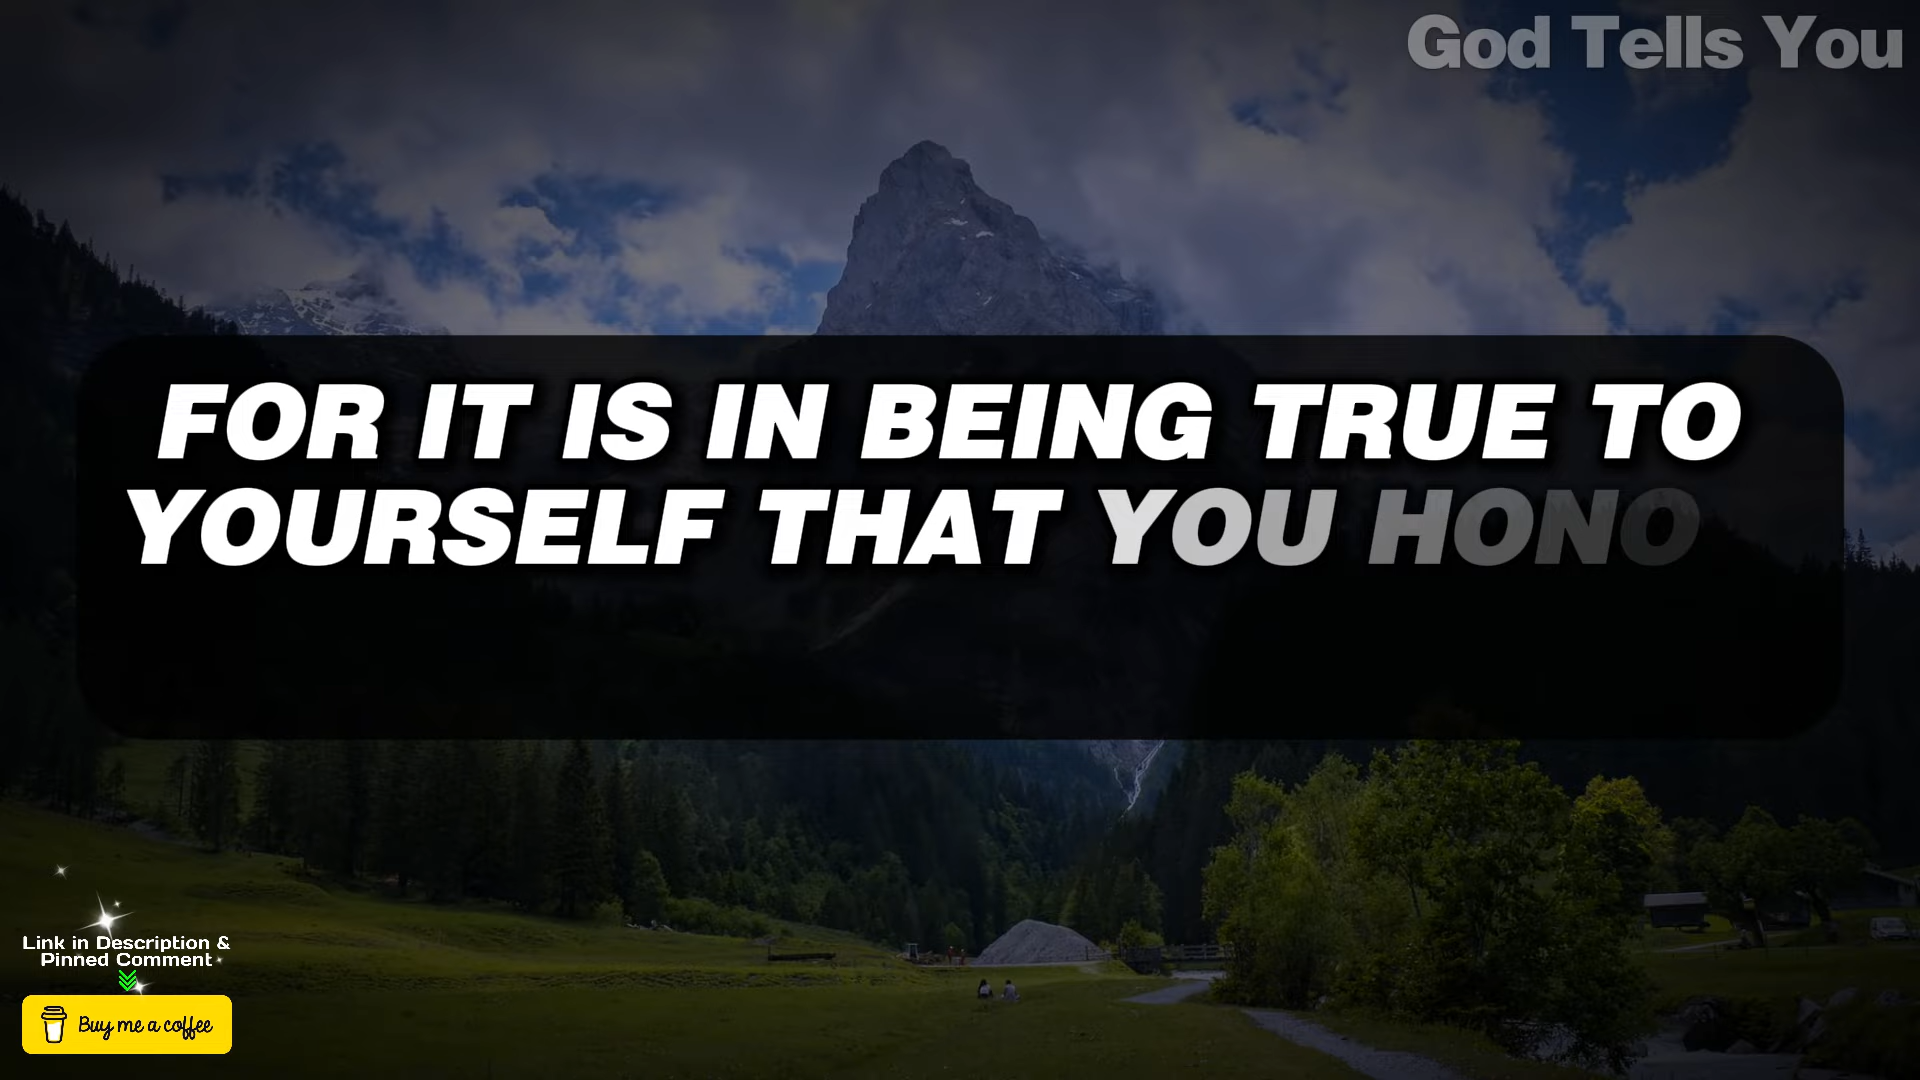 God Tells You
FOR IT IS IN BEING TRUE TO
YOURSELF THAT YOU HONO
Link in Description &
Pinned Comment
Buy me a coffee